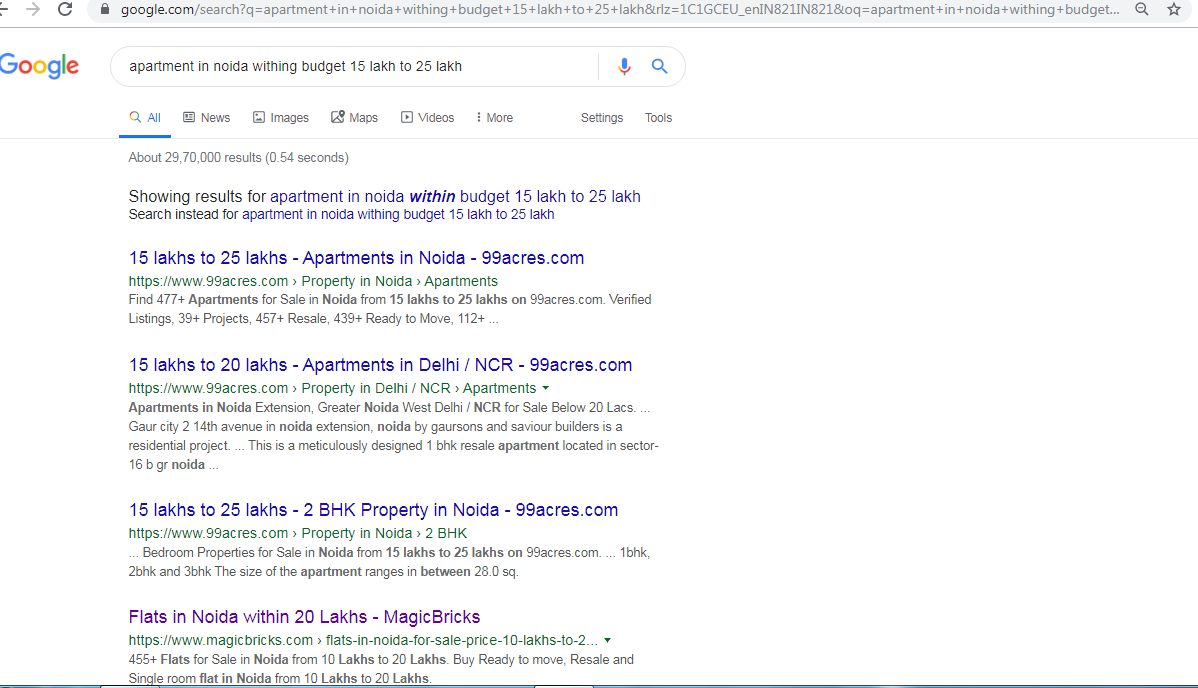 google.com/search?q=apartment+in+noida+withing+budget+15+lakh+to+25+lakh&rlz=1C1GCEU_enIN821IN821&oq=apartment+in+noida+withing+budget...
Google
apartment in noida withing budget 15 lakh to 25 lakh
All News Images Maps Videos More Settings Tools
About 29,70,000 results (0.54 seconds)
Showing results for apartment in noida within budget 15 lakh to 25 lakh
Search instead for apartment in noida withing budget 15 lakh to 25 lakh
15 lakhs to 25 lakhs - Apartments in Noida - 99acres.com
https://www.99acres.com › Property in Noida › Apartments
Find 477+ Apartments for Sale in Noida from 15 lakhs to 25 lakhs on 99acres.com. Verified
Listings, 39+ Projects, 457+ Resale, 439+ Ready to Move, 112+ ...
15 lakhs to 20 lakhs - Apartments in Delhi / NCR - 99acres.com
https://www.99acres.com › Property in Delhi / NCR › Apartments
Apartments in Noida Extension, Greater Noida West Delhi / NCR for Sale Below 20 Lacs. ...
Gaur city 2 14th avenue in noida extension, noida by gaursons and saviour builders is a
residential project. ... This is a meticulously designed 1 bhk resale apartment located in sector-
16 b gr noida ...
15 lakhs to 25 lakhs - 2 BHK Property in Noida - 99acres.com
https://www.99acres.com › Property in Noida › 2 BHK
... Bedroom Properties for Sale in Noida from 15 lakhs to 25 lakhs on 99acres.com. ... 1bhk,
2bhk and 3bhk The size of the apartment ranges in between 28.0 sq.
Flats in Noida within 20 Lakhs - MagicBricks
https://www.magicbricks.com › flats-in-noida-for-sale-price-10-lakhs-to-2...
455+ Flats for Sale in Noida from 10 Lakhs to 20 Lakhs. Buy Ready to move, Resale and
Single room flat in Noida from 10 Lakhs to 20 Lakhs.